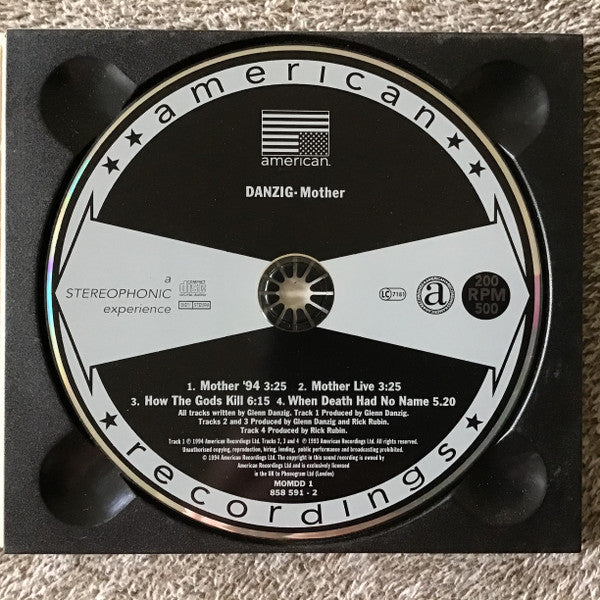 american
american.
DANZIG·Mother
a
STEREOPHONIC
experience
COMPACT
disc
DIGITAL AUDIO
LC 7161
a
200
RPM
500
1. Mother '94 3:25 2. Mother Live 3:25
3. How The Gods Kill 6:15 4. When Death Had No Name 5.20
All tracks written by Glenn Danzig. Track 1 Produced by Glenn Danzig.
Tracks 2 and 3 Produced by Glenn Danzig and Rick Rubin.
Track 4 Produced by Rick Rubin.
Track 1 ℗ 1994 American Recordings Ltd. Tracks 2, 3 and 4 ℗ 1993 American Recordings Ltd. All rights reserved.
Unauthorised copying, reproduction, hiring, lending, public performance and broadcasting prohibited.
© 1994 American Recordings Ltd. The copyright in this sound recording is owned by
American Recordings Ltd and is exclusively licensed
in the UK to Phonogram Ltd (London)
MOMDD 1
858 591 - 2
recordings